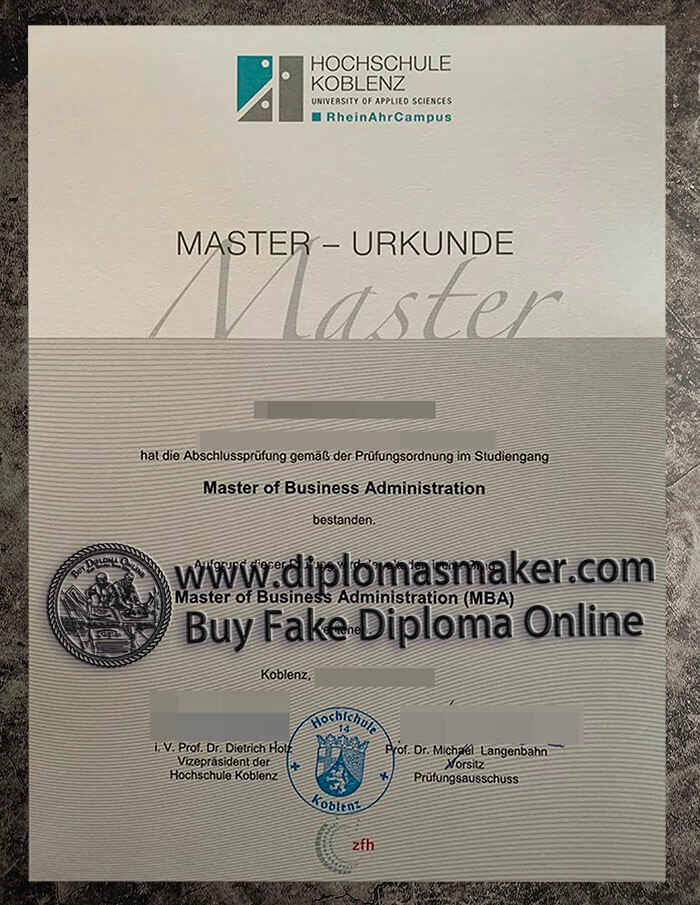 HOCHSCHULE
KOBLENZ
UNIVERSITY OF APPLIED SCIENCES
RheinAhrCampus
MASTER – URKUNDE
Master
hat die Abschlussprüfung gemäß der Prüfungsordnung im Studiengang
Master of Business Administration
bestanden.
Aufgrund dieser
BUY DIPLOMA ONLINE
www.diplomasmaker.com
Master of Business Administration (MBA)
Buy Fake Diploma Online
Koblenz,
i. V. Prof. Dr. Dietrich Holz
Vizepräsident der
Hochschule Koblenz
Hochschule
14
Koblenz
Prof. Dr. Michael Langenbahn
Vorsitz
Prüfungsausschuss
zfh